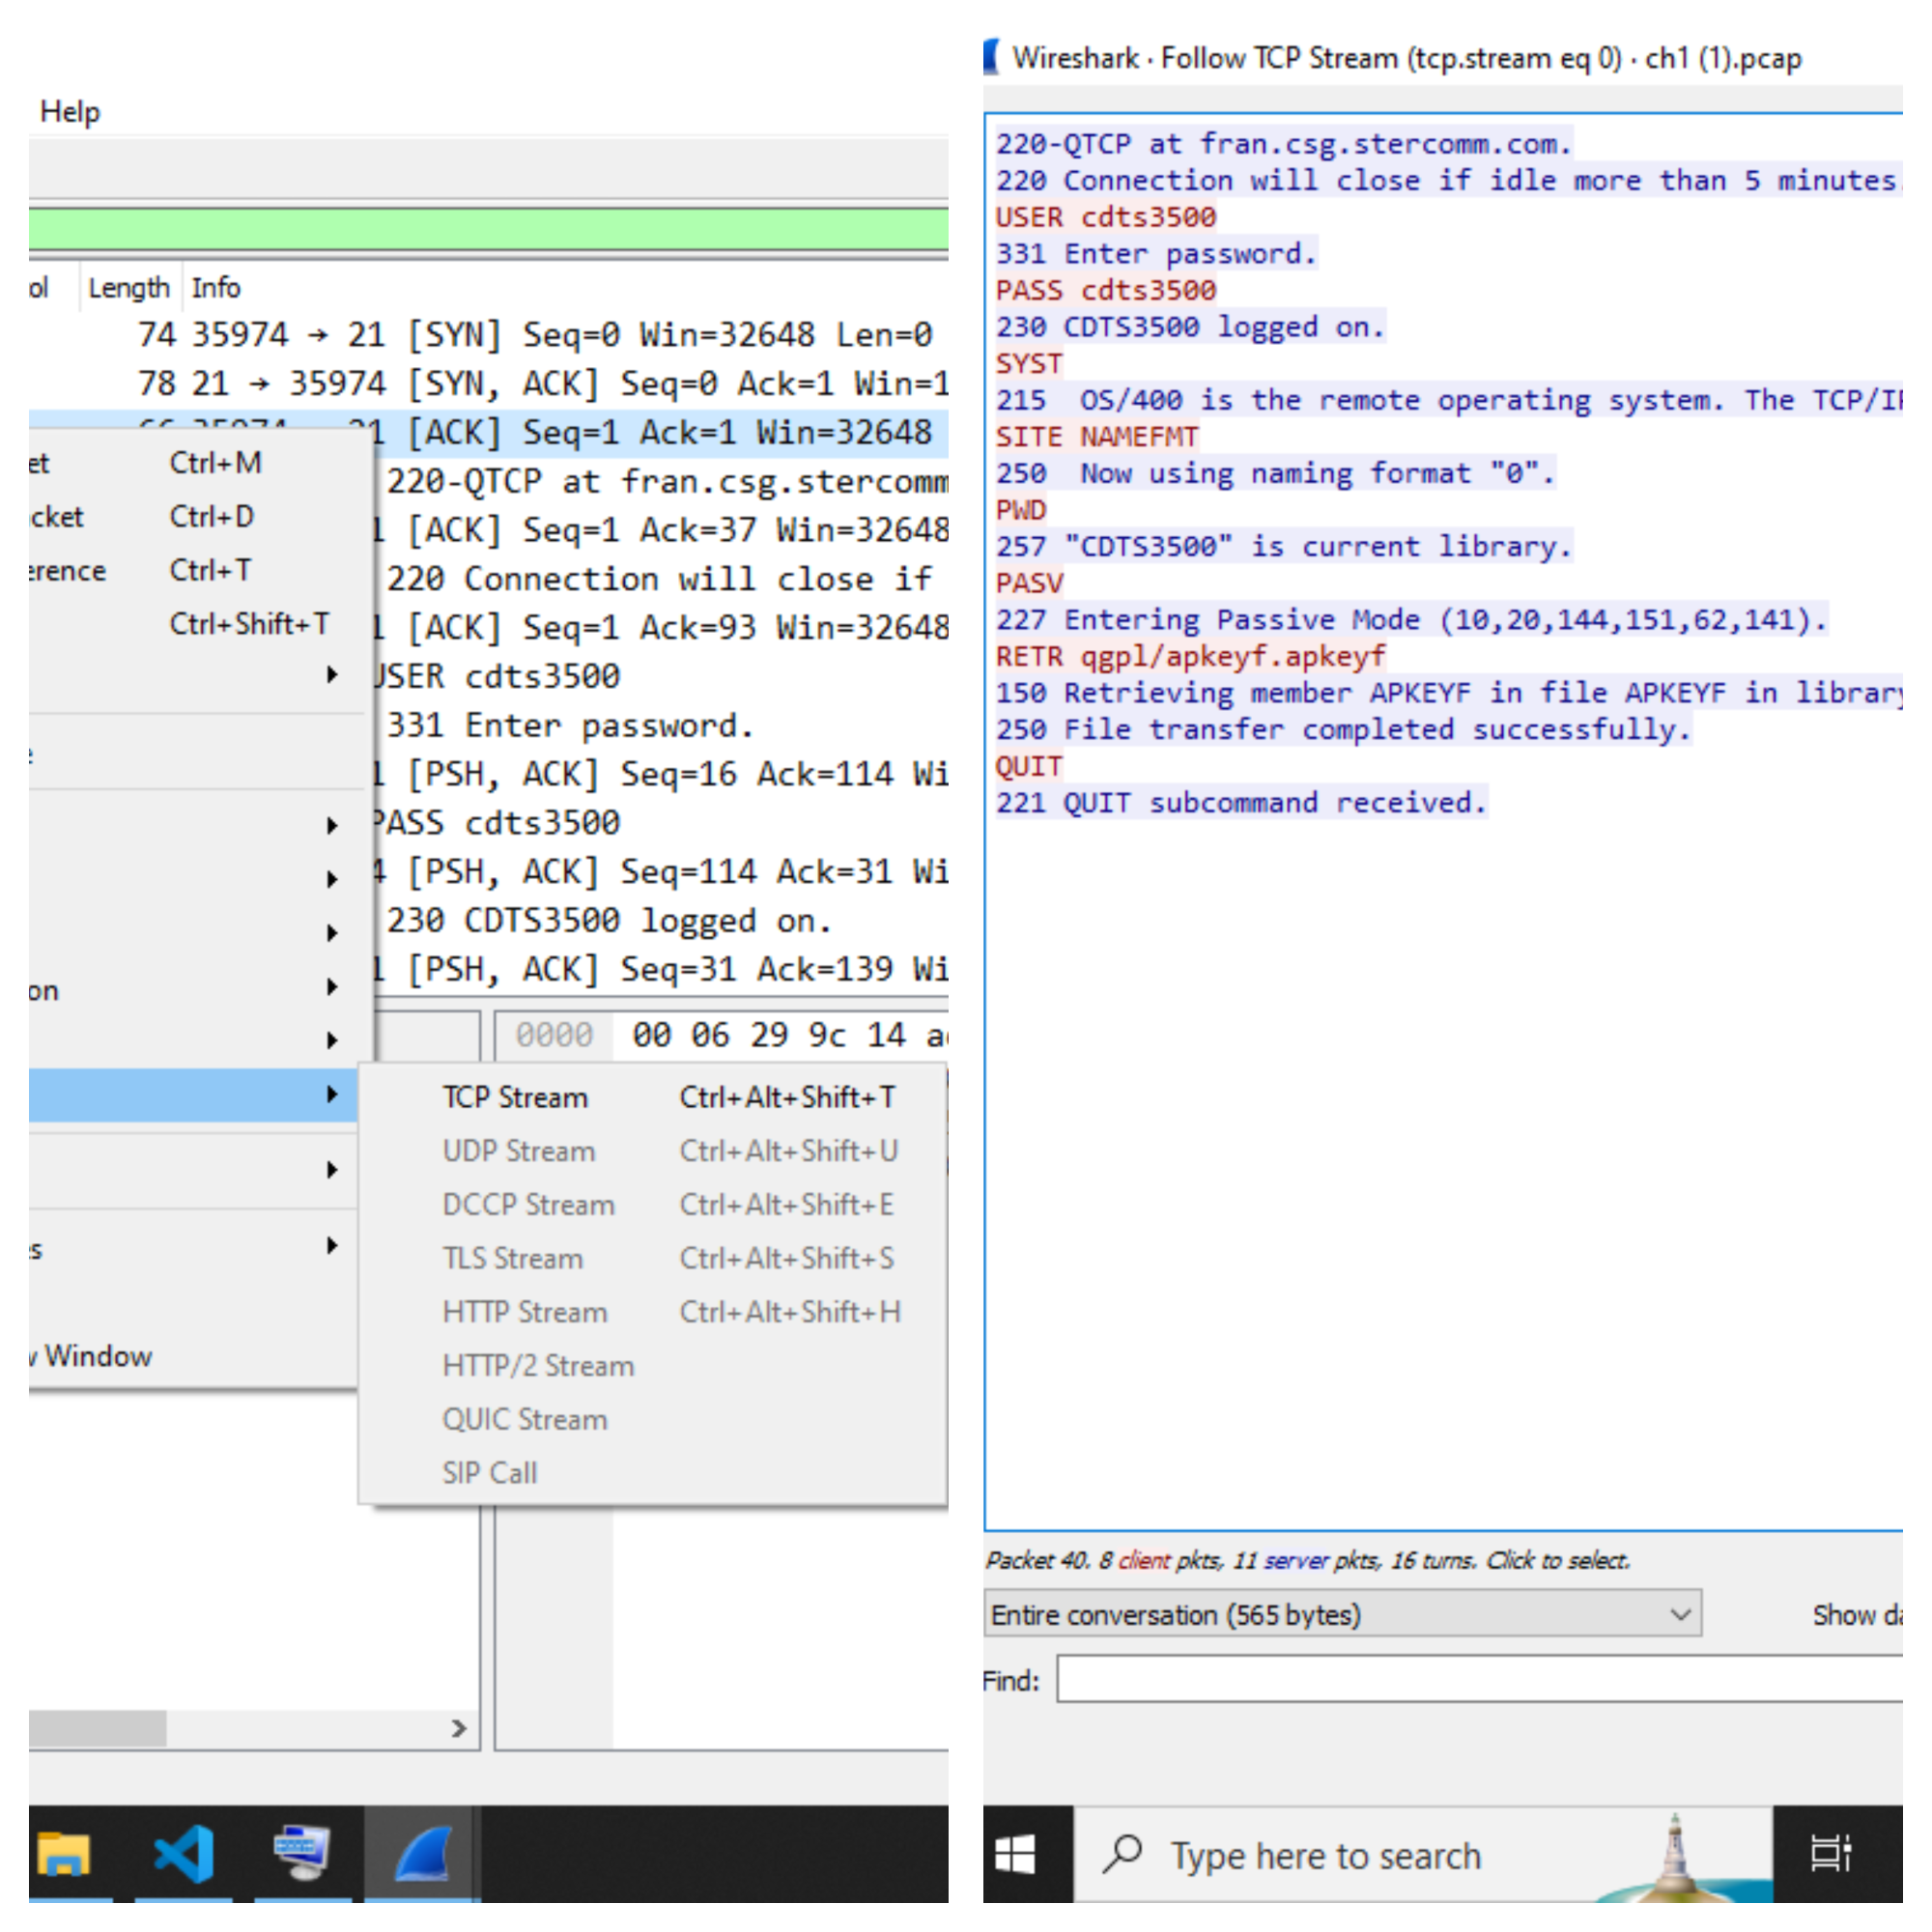 Help
ol Length Info
74 35974 → 21 [SYN] Seq=0 Win=32648 Len=0
78 21 → 35974 [SYN, ACK] Seq=0 Ack=1 Win=1
[ACK] Seq=1 Ack=1 Win=32648
220-QTCP at fran.csg.stercomm
[ACK] Seq=1 Ack=37 Win=32648
220 Connection will close if
[ACK] Seq=1 Ack=93 Win=32648
USER cdts3500
331 Enter password.
[PSH, ACK] Seq=16 Ack=114 Wi
PASS cdts3500
[PSH, ACK] Seq=114 Ack=31 Wi
230 CDTS3500 logged on.
[PSH, ACK] Seq=31 Ack=139 Wi
et Ctrl+M
cket Ctrl+D
erence Ctrl+T
Ctrl+Shift+T
e
on
s
w Window
0000 00 06 29 9c 14 a
TCP Stream Ctrl+Alt+Shift+T
UDP Stream Ctrl+Alt+Shift+U
DCCP Stream Ctrl+Alt+Shift+E
TLS Stream Ctrl+Alt+Shift+S
HTTP Stream Ctrl+Alt+Shift+H
HTTP/2 Stream
QUIC Stream
SIP Call
Wireshark · Follow TCP Stream (tcp.stream eq 0) · ch1 (1).pcap
220-QTCP at fran.csg.stercomm.com.
220 Connection will close if idle more than 5 minutes.
USER cdts3500
331 Enter password.
PASS cdts3500
230 CDTS3500 logged on.
SYST
215  OS/400 is the remote operating system. The TCP/I
SITE NAMEFMT
250  Now using naming format "0".
PWD
257 "CDTS3500" is current library.
PASV
227 Entering Passive Mode (10,20,144,151,62,141).
RETR qgpl/apkeyf.apkeyf
150 Retrieving member APKEYF in file APKEYF in library
250 File transfer completed successfully.
QUIT
221 QUIT subcommand received.
Packet 40. 8 client pkts, 11 server pkts, 16 turns. Click to select.
Entire conversation (565 bytes) Show da
Find:
Type here to search